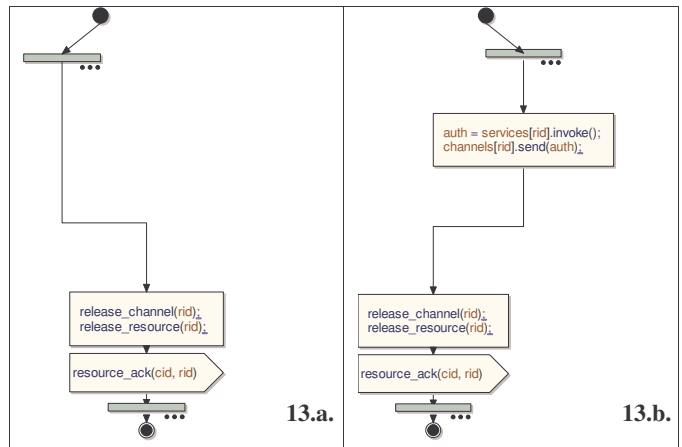 release_channel(rid);
release_resource(rid);
resource_ack(cid, rid)
13.a.
auth = services[rid].invoke();
channels[rid].send(auth);
release_channel(rid);
release_resource(rid);
resource_ack(cid, rid)
13.b.